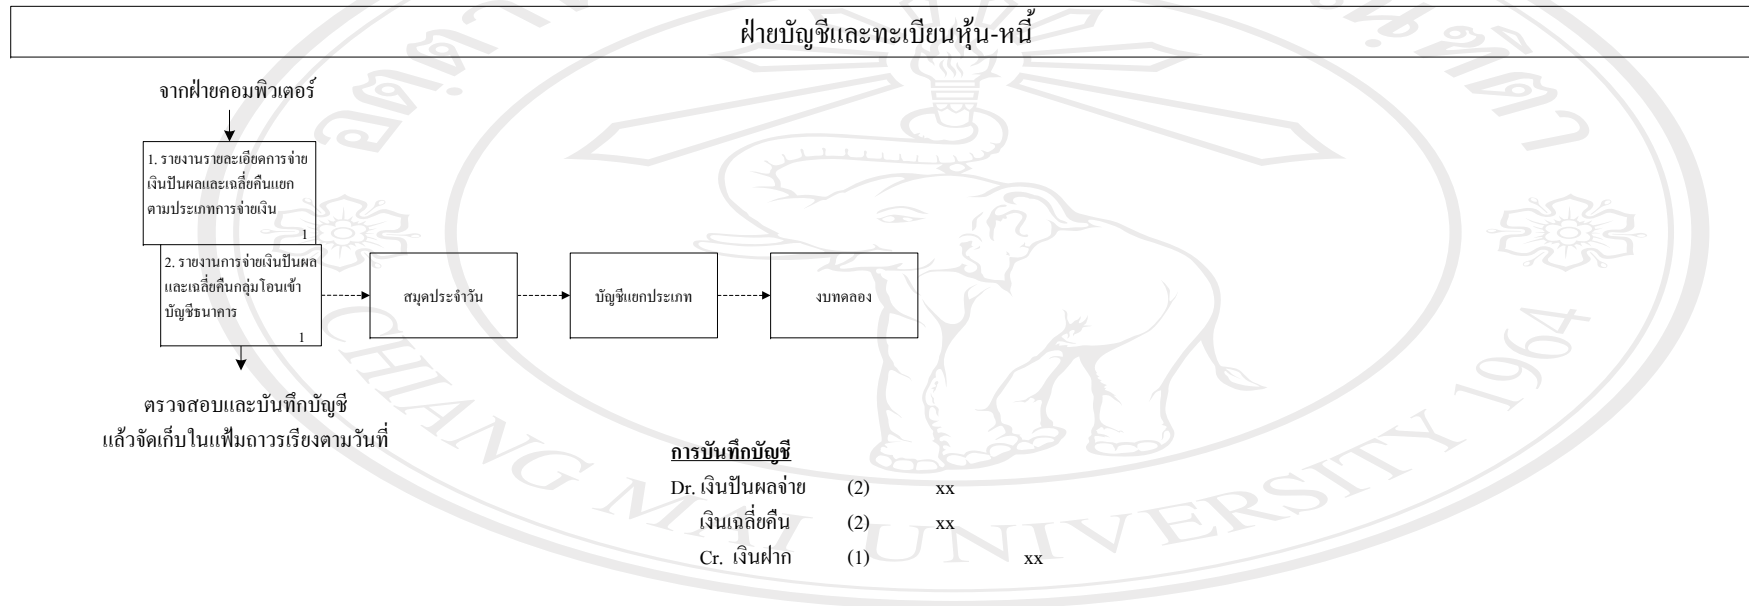 ฝ่ายบัญชีและทะเบียนหุ้น-หนี้
จากฝ่ายคอมพิวเตอร์
1. รายงานรายละเอียดการจ่าย
เงินปันผลและเฉลี่ยคืนแยก
ตามประเภทการจ่ายเงิน
1
2. รายงานการจ่ายเงินปันผล
และเฉลี่ยคืนกลุ่มโอนเข้า
บัญชีธนาคาร
1
สมุดประจำวัน
บัญชีแยกประเภท
งบทดลอง
ตรวจสอบและบันทึกบัญชี
แล้วจัดเก็บในแฟ้มถาวรเรียงตามวันที่
การบันทึกบัญชี
Dr. เงินปันผลจ่าย (2) xx
เงินเฉลี่ยคืน (2) xx
Cr. เงินฝาก (1) xx
CHIANG MAI UNIVERSITY 1964